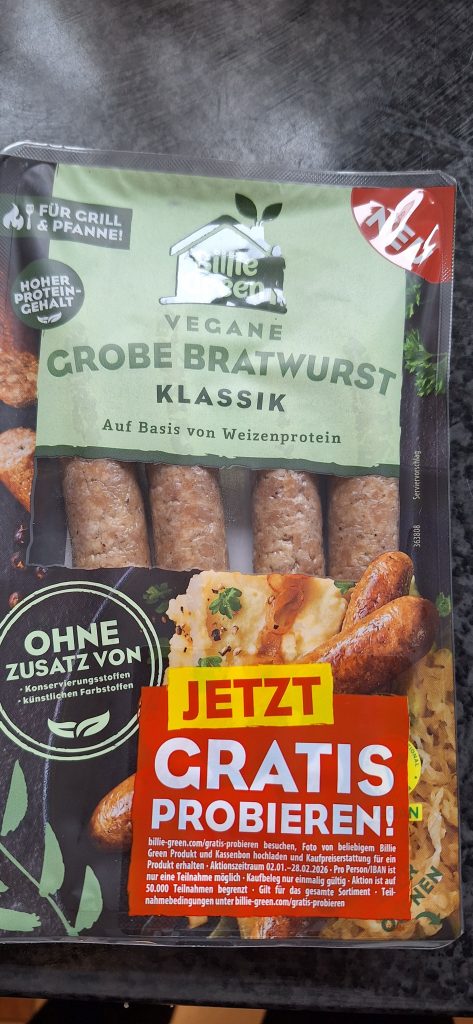 FÜR GRILL
& PFANNE!
NEU
HOHER
PROTEIN-
GEHALT
Billie
Green
VEGANE
GROBE BRATWURST
KLASSIK
Auf Basis von Weizenprotein
Serviervorschlag
363808
OHNE
ZUSATZ VON
· Konservierungsstoffen
· künstlichen Farbstoffen
JETZT
GRATIS
PROBIEREN!
billie-green.com/gratis-probieren besuchen, Foto von beliebigem Billie
Green Produkt und Kassenbon hochladen und Kaufpreiserstattung für ein
Produkt erhalten · Aktionszeitraum 02.01.–28.02.2026 · Pro Person/IBAN ist
nur eine Teilnahme möglich · Kaufbeleg nur einmalig gültig · Aktion ist auf
50.000 Teilnahmen begrenzt · Gilt für das gesamte Sortiment · Teil-
nahmebedingungen unter billie-green.com/gratis-probieren